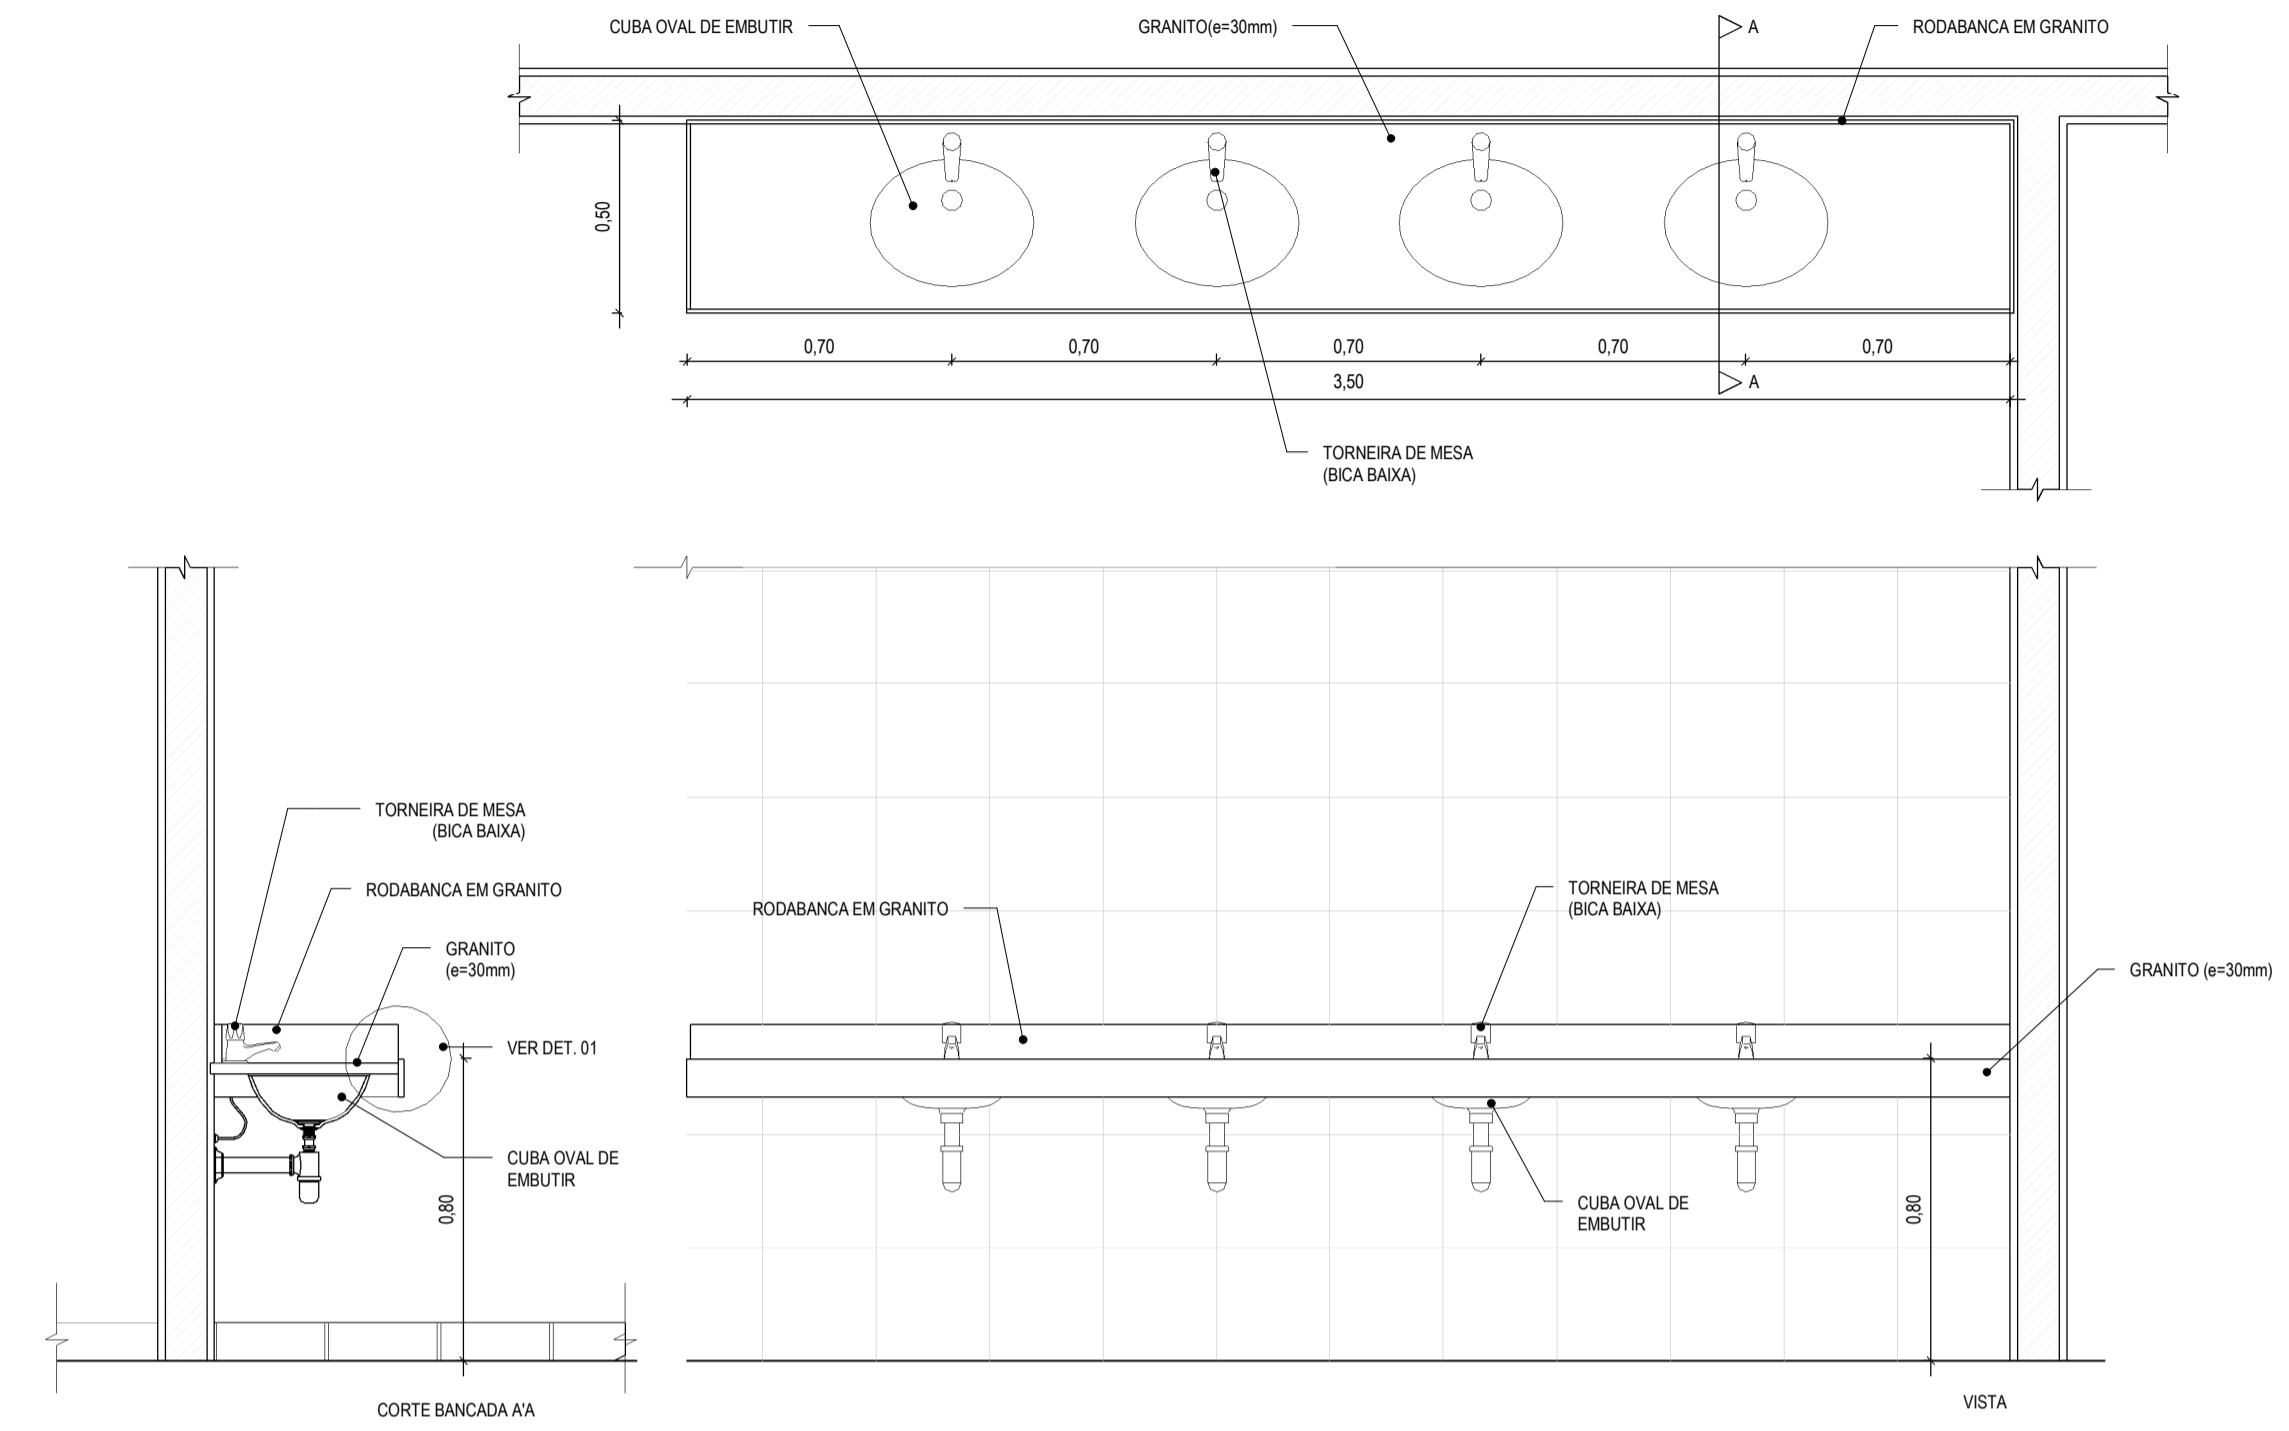 CUBA OVAL DE EMBUTIR
GRANITO(e=30mm)
A
RODABANCA EM GRANITO
0,50
0,70
0,70
0,70
0,70
0,70
3,50
A
TORNEIRA DE MESA
(BICA BAIXA)
TORNEIRA DE MESA
(BICA BAIXA)
RODABANCA EM GRANITO
GRANITO
(e=30mm)
VER DET. 01
CUBA OVAL DE
EMBUTIR
0,80
CORTE BANCADA A'A
RODABANCA EM GRANITO
TORNEIRA DE MESA
(BICA BAIXA)
GRANITO (e=30mm)
CUBA OVAL DE
EMBUTIR
0,80
VISTA